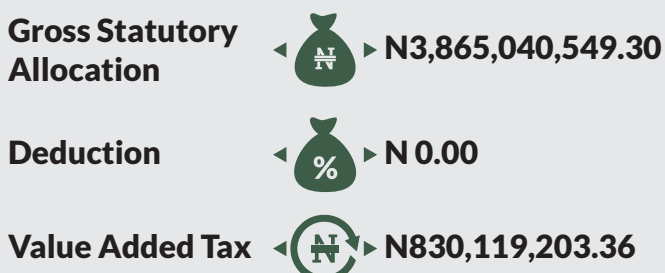 Gross Statutory
Allocation
₦
N3,865,040,549.30
Deduction
%
N 0.00
Value Added Tax
₦
N830,119,203.36